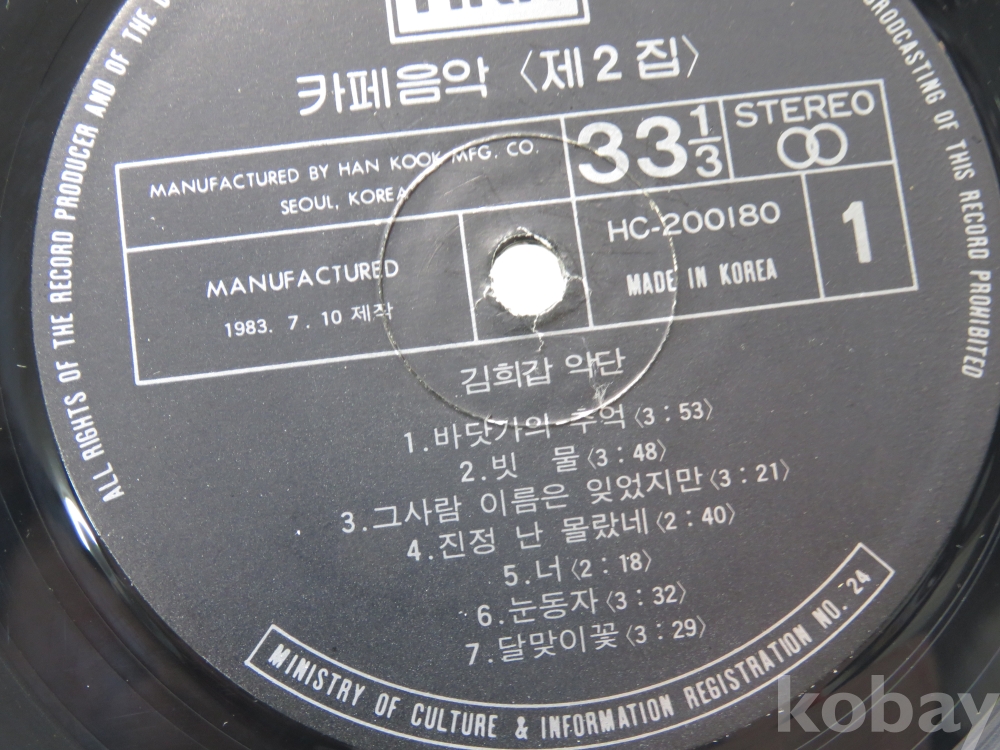 카페음악 〈제2집〉
MANUFACTURED BY HAN KOOK MFG. CO.
SEOUL, KOREA
33 1/3
STEREO
MANUFACTURED
1983. 7. 10 제작
HC-200180
MADE IN KOREA
1
김희갑 악단
1.바닷가의 추억〈3:53〉
2.빗 물〈3:48〉
3.그사람 이름은 잊었지만〈3:21〉
4.진정 난 몰랐네〈2:40〉
5.너〈2:18〉
6.눈동자〈3:32〉
7.달맞이꽃〈3:29〉
MINISTRY OF CULTURE & INFORMATION REGISTRATION NO. 24
ALL RIGHTS OF THE RECORD PRODUCER AND OF THE
BROADCASTING OF THIS RECORD PROHIBITED
kobay